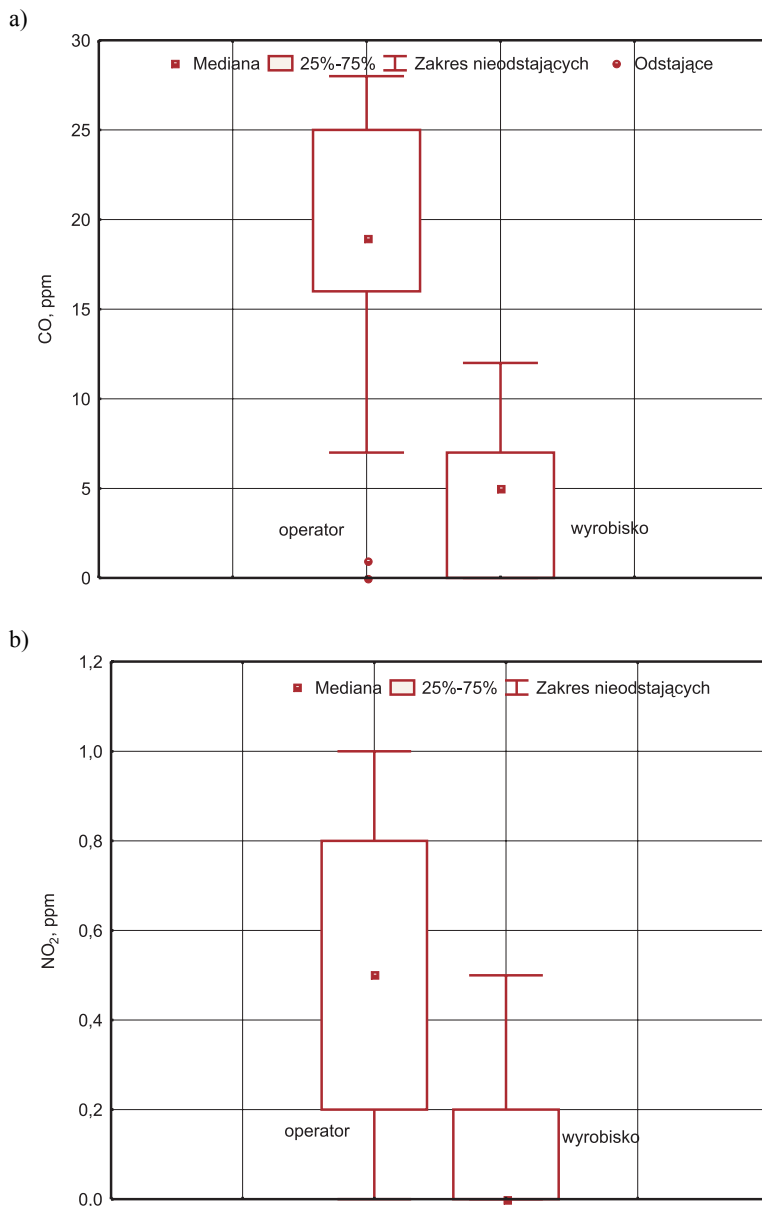 a)
30
Mediana 25%-75% Zakres nieodstających Odstające
25
20
CO, ppm
15
10
5
operator
wyrobisko
0
b)
1,2
Mediana 25%-75% Zakres nieodstających
1,0
0,8
NO2, ppm
0,6
0,4
0,2
operator
wyrobisko
0.0